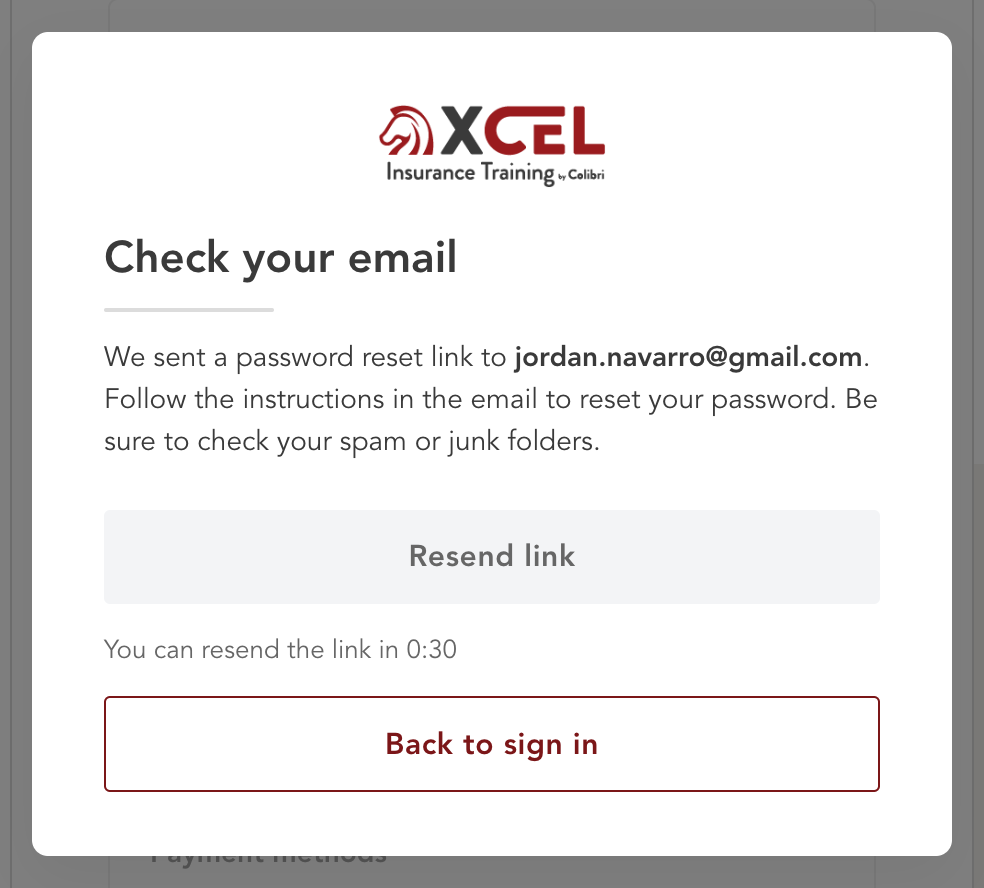 XCEL
Insurance Training by Colibri
Check your email
We sent a password reset link to jordan.navarro@gmail.com.
Follow the instructions in the email to reset your password. Be
sure to check your spam or junk folders.
Resend link
You can resend the link in 0:30
Back to sign in
Payment methods